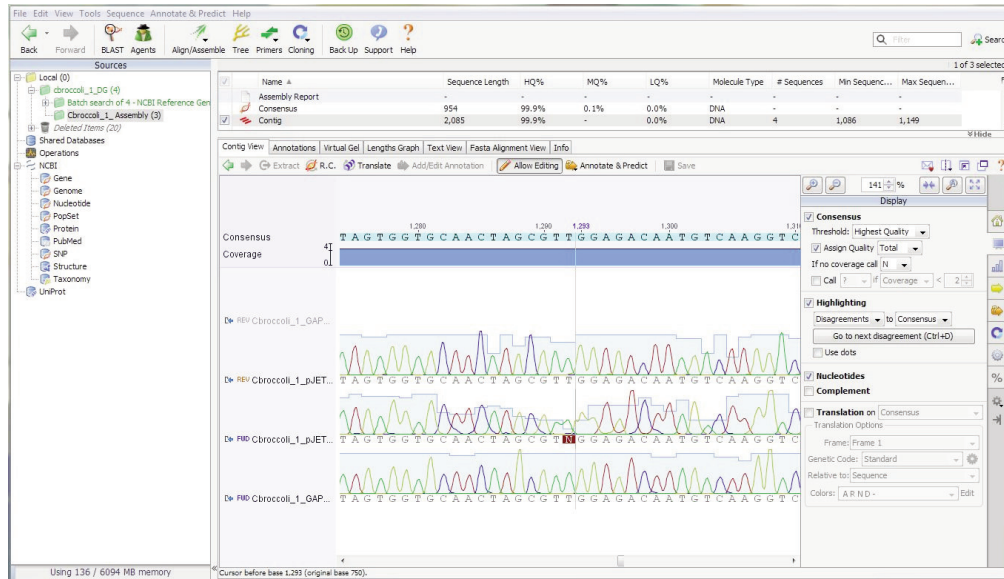 File Edit View Tools Sequence Annotate & Predict Help
Back Forward BLAST Agents Align/Assemble Tree Primers Cloning Back Up Support Help
Filter
Sources
1 of 3 selected
Local (0)
cbroccoli_1_DG (4)
Batch search of 4 - NCBI Reference Gen
Cbroccoli_1_ Assembly (3)
Deleted Items (20)
Shared Databases
Operations
NCBI
Gene
Genome
Nucleotide
PopSet
Protein
PubMed
SNP
Structure
Taxonomy
UniProt
Name Sequence Length HQ% MQ% LQ% Molecule Type # Sequences Min Sequenc... Max Sequen...
Assembly Report - - - - - - - -
Consensus 954 99.9% 0.1% 0.0% DNA - - -
Contig 2,085 99.9% - 0.0% DNA 4 1,086 1,149
Hide
Contig View Annotations Virtual Gel Lengths Graph Text View Fasta Alignment View Info
Extract R.C. Translate Add/Edit Annotation Allow Editing Annotate & Predict Save
1,280 1,290 1,293 1,300
Consensus T A G T G G T G C A A C T A G C G T T G G A G A C A A T G T C A A G G T C
Coverage 4 0
REV Cbroccoli_1_GAP...
REV Cbroccoli_1_pJET... T A G T G G T G C A A C T A G C G T T G G A G A C A A T G T C A A G G T C
FWD Cbroccoli_1_pJET... T A G T G G T G C A A C T A G C G T N G G A G A C A A T G T C A A G G T C
FWD Cbroccoli_1_GAP... T A G T G G T G C A A C T A G C G T T G G A G A C A A T G T C A A G G T C
141 %
Display
Consensus
Threshold: Highest Quality
Assign Quality Total
If no coverage call N
Call ? if Coverage < 2
Highlighting
Disagreements to Consensus
Go to next disagreement (Ctrl+D)
Use dots
Nucleotides
Complement
Translation on Consensus
Translation Options
Frame: Frame 1
Genetic Code: Standard
Relative to: Sequence
Colors: A R N D - Edit
Using 136 / 6094 MB memory
Cursor before base 1,293 (original base 750).